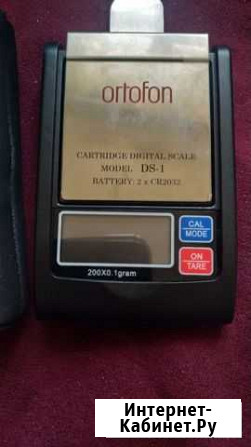 ortofon
CARTRIDGE DIGITAL SCALE
MODEL DS-1
BATTERY: 2 x CR2032
CAL
MODE
ON
TARE
200X0.1gram
Интернет-
Кабинет.Ру